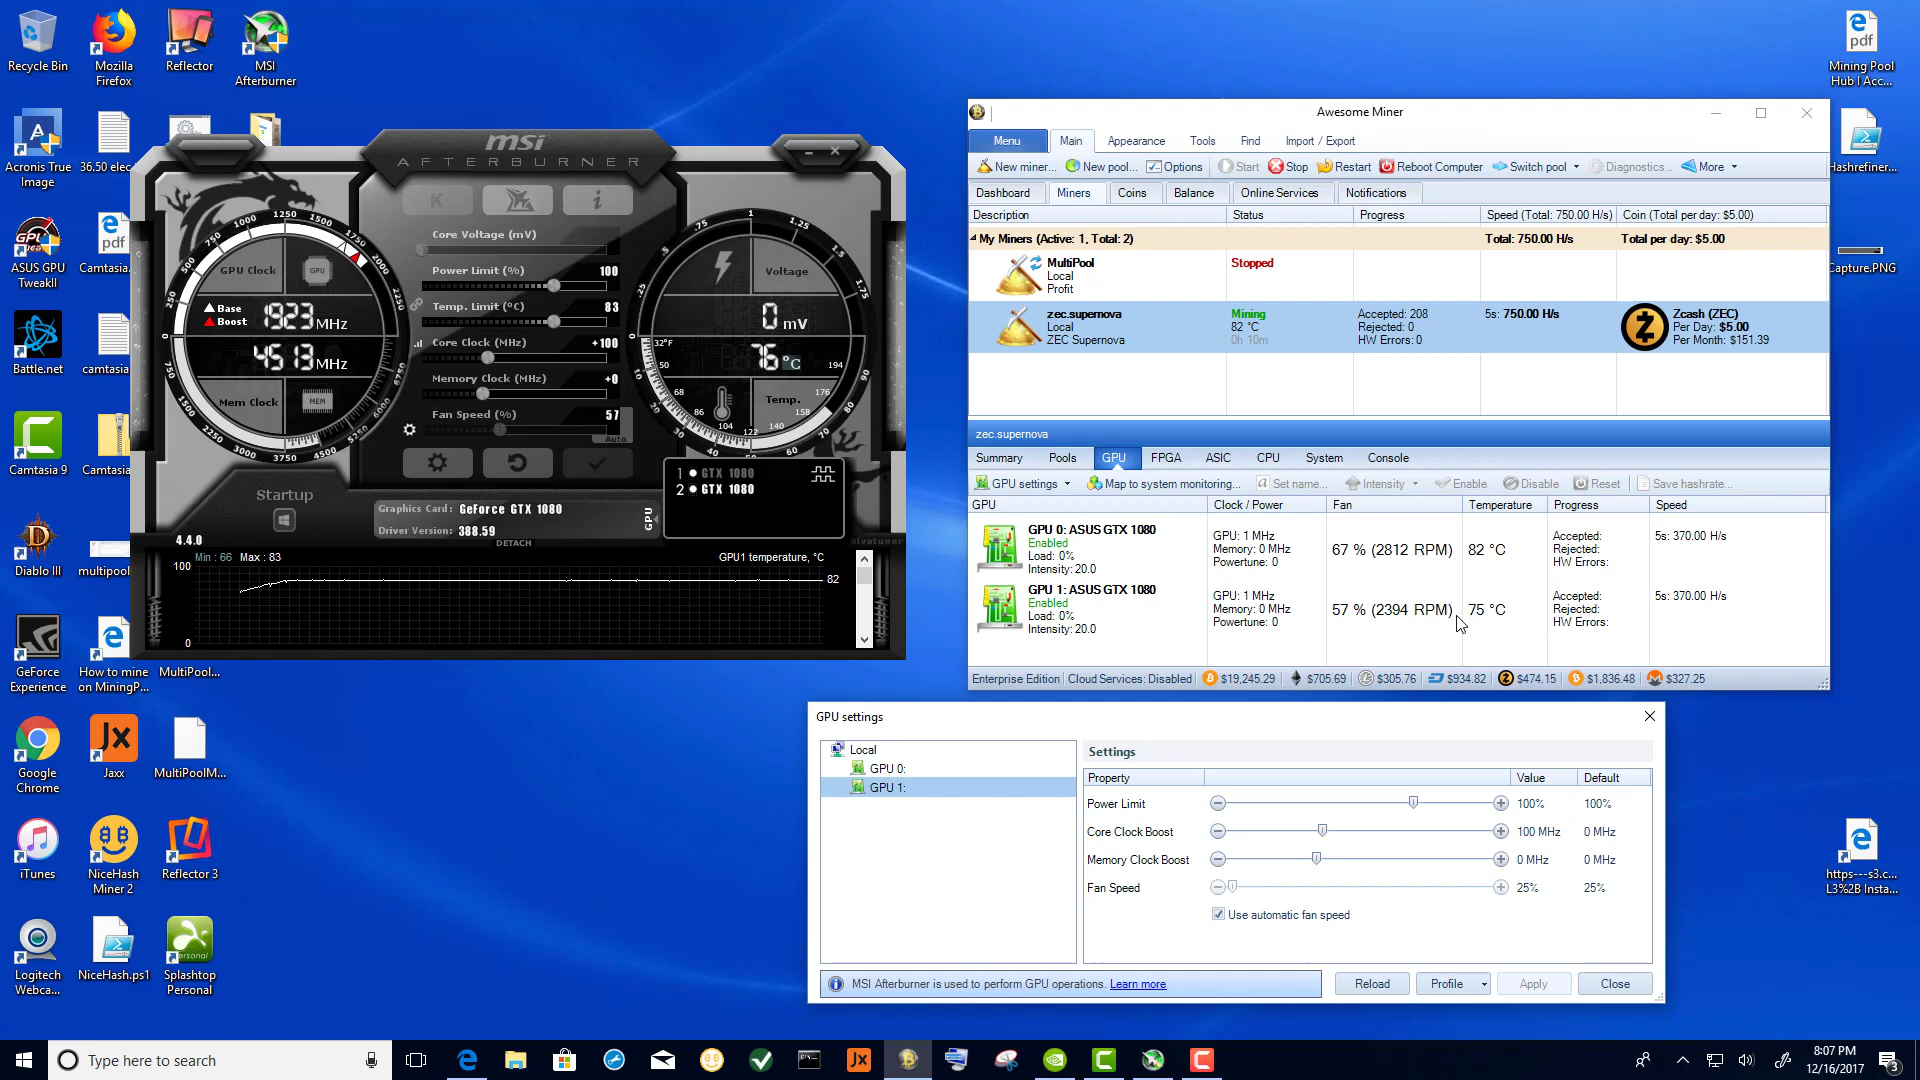 Recycle Bin
Mozilla Firefox
Reflector
MSI Afterburner
Acronis True Image
36.50 elec
ASUS GPU TweakII
Camtasia.
Battle.net
camtasia
Camtasia 9
Camtasia
Diablo III
multipool
GeForce Experience
How to mine on MiningP...
MultiPool...
Google Chrome
Jaxx
MultiPoolM...
iTunes
NiceHash Miner 2
Reflector 3
Logitech Webca...
NiceHash.ps1
Splashtop Personal
msi
AFTERBURNER
K
i
Core Voltage (mV)
Power Limit (%) 100
Temp. Limit (°C) 83
Core Clock (MHz) +100
Memory Clock (MHz) +0
Fan Speed (%) 57
Auto
GPU Clock
GPU
Base
Boost
1923 MHz
4513 MHz
Mem Clock
MEM
Voltage
0 mV
76 °C
Temp.
1 GTX 1080
2 GTX 1080
Startup
Graphics Card: GeForce GTX 1080
Driver Version: 388.59
GPU
DETACH
Rivatuner
4.4.0
Min : 66 Max : 83
GPU1 temperature, °C
100
82
0
Awesome Miner
Menu Main Appearance Tools Find Import / Export
New miner... New pool... Options Start Stop Restart Reboot Computer Switch pool Diagnostics... More
Dashboard Miners Coins Balance Online Services Notifications
Description Status Progress Speed (Total: 750.00 H/s) Coin (Total per day: $5.00)
My Miners (Active: 1, Total: 2) Total: 750.00 H/s Total per day: $5.00
MultiPool Stopped
Local
Profit
zec.supernova Mining Accepted: 208 5s: 750.00 H/s Zcash (ZEC)
Local 82 °C Rejected: 0 Per Day: $5.00
ZEC Supernova 0h 10m HW Errors: 0 Per Month: $151.39
zec.supernova
Summary Pools GPU FPGA ASIC CPU System Console
GPU settings Map to system monitoring... Set name... Intensity Enable Disable Reset Save hashrate...
GPU Clock / Power Fan Temperature Progress Speed
GPU 0: ASUS GTX 1080
Enabled GPU: 1 MHz Accepted: 5s: 370.00 H/s
Load: 0% Memory: 0 MHz 67 % (2812 RPM) 82 °C Rejected:
Intensity: 20.0 Powertune: 0 HW Errors:
GPU 1: ASUS GTX 1080
Enabled GPU: 1 MHz Accepted: 5s: 370.00 H/s
Load: 0% Memory: 0 MHz 57 % (2394 RPM) 75 °C Rejected:
Intensity: 20.0 Powertune: 0 HW Errors:
Enterprise Edition Cloud Services: Disabled $19,245.29 $705.69 $305.76 $934.82 $474.15 $1,836.48 $327.25
GPU settings
Local
GPU 0:
GPU 1:
Settings
Property Value Default
Power Limit 100% 100%
Core Clock Boost 100 MHz 0 MHz
Memory Clock Boost 0 MHz 0 MHz
Fan Speed 25% 25%
Use automatic fan speed
MSI Afterburner is used to perform GPU operations. Learn more
Reload Profile Apply Close
Mining Pool Hub I Acc...
Hashrefiner...
Capture.PNG
https---s3.c... L3%2B Insta...
Type here to search
8:07 PM
12/16/2017
3